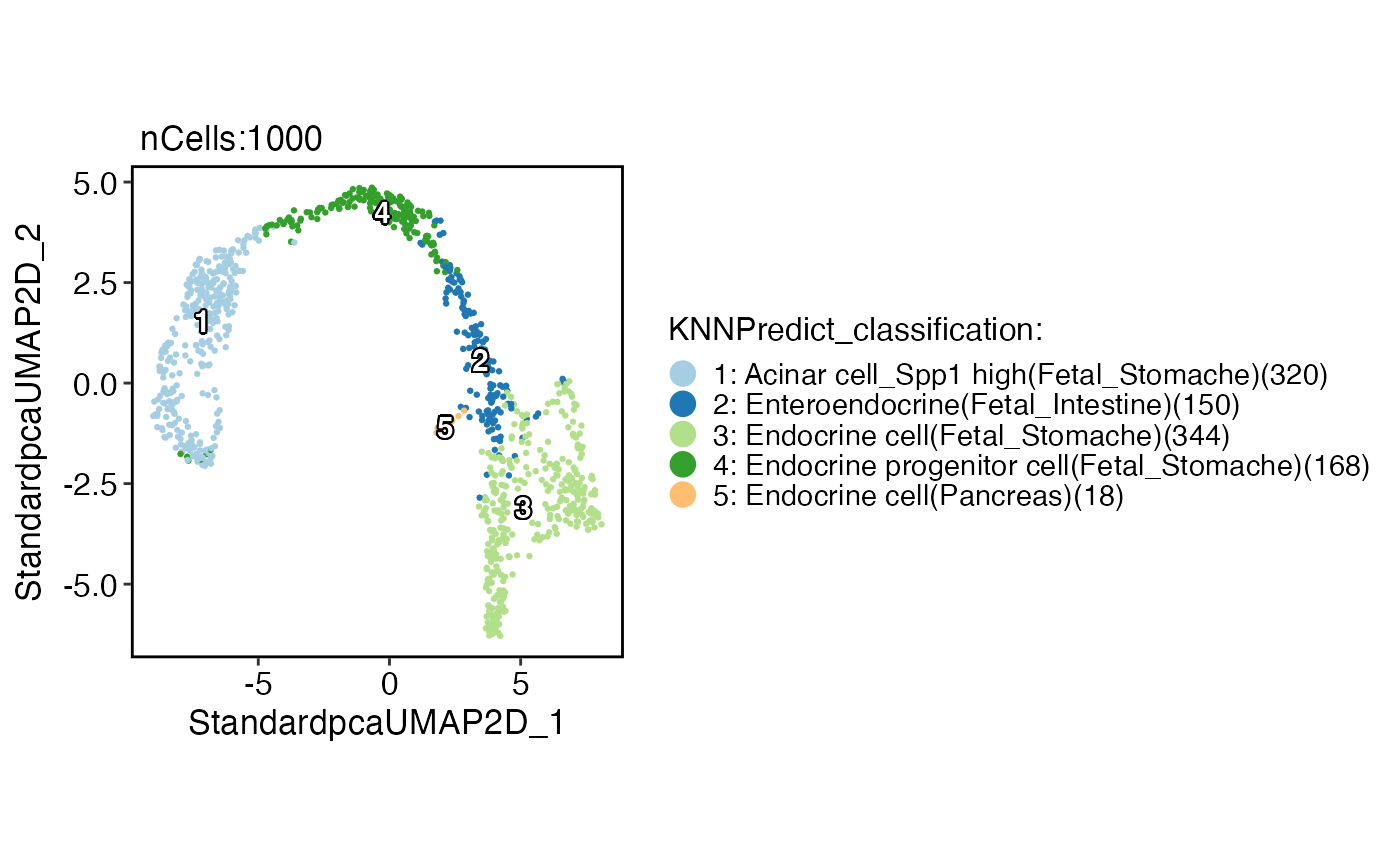 nCells:1000
StandardpcaUMAP2D_2
5.0
2.5
0.0
-2.5
-5.0
1
2
3
4
5
-5
0
5
StandardpcaUMAP2D_1
KNNPredict_classification:
1: Acinar cell_Spp1 high(Fetal_Stomache)(320)
2: Enteroendocrine(Fetal_Intestine)(150)
3: Endocrine cell(Fetal_Stomache)(344)
4: Endocrine progenitor cell(Fetal_Stomache)(168)
5: Endocrine cell(Pancreas)(18)